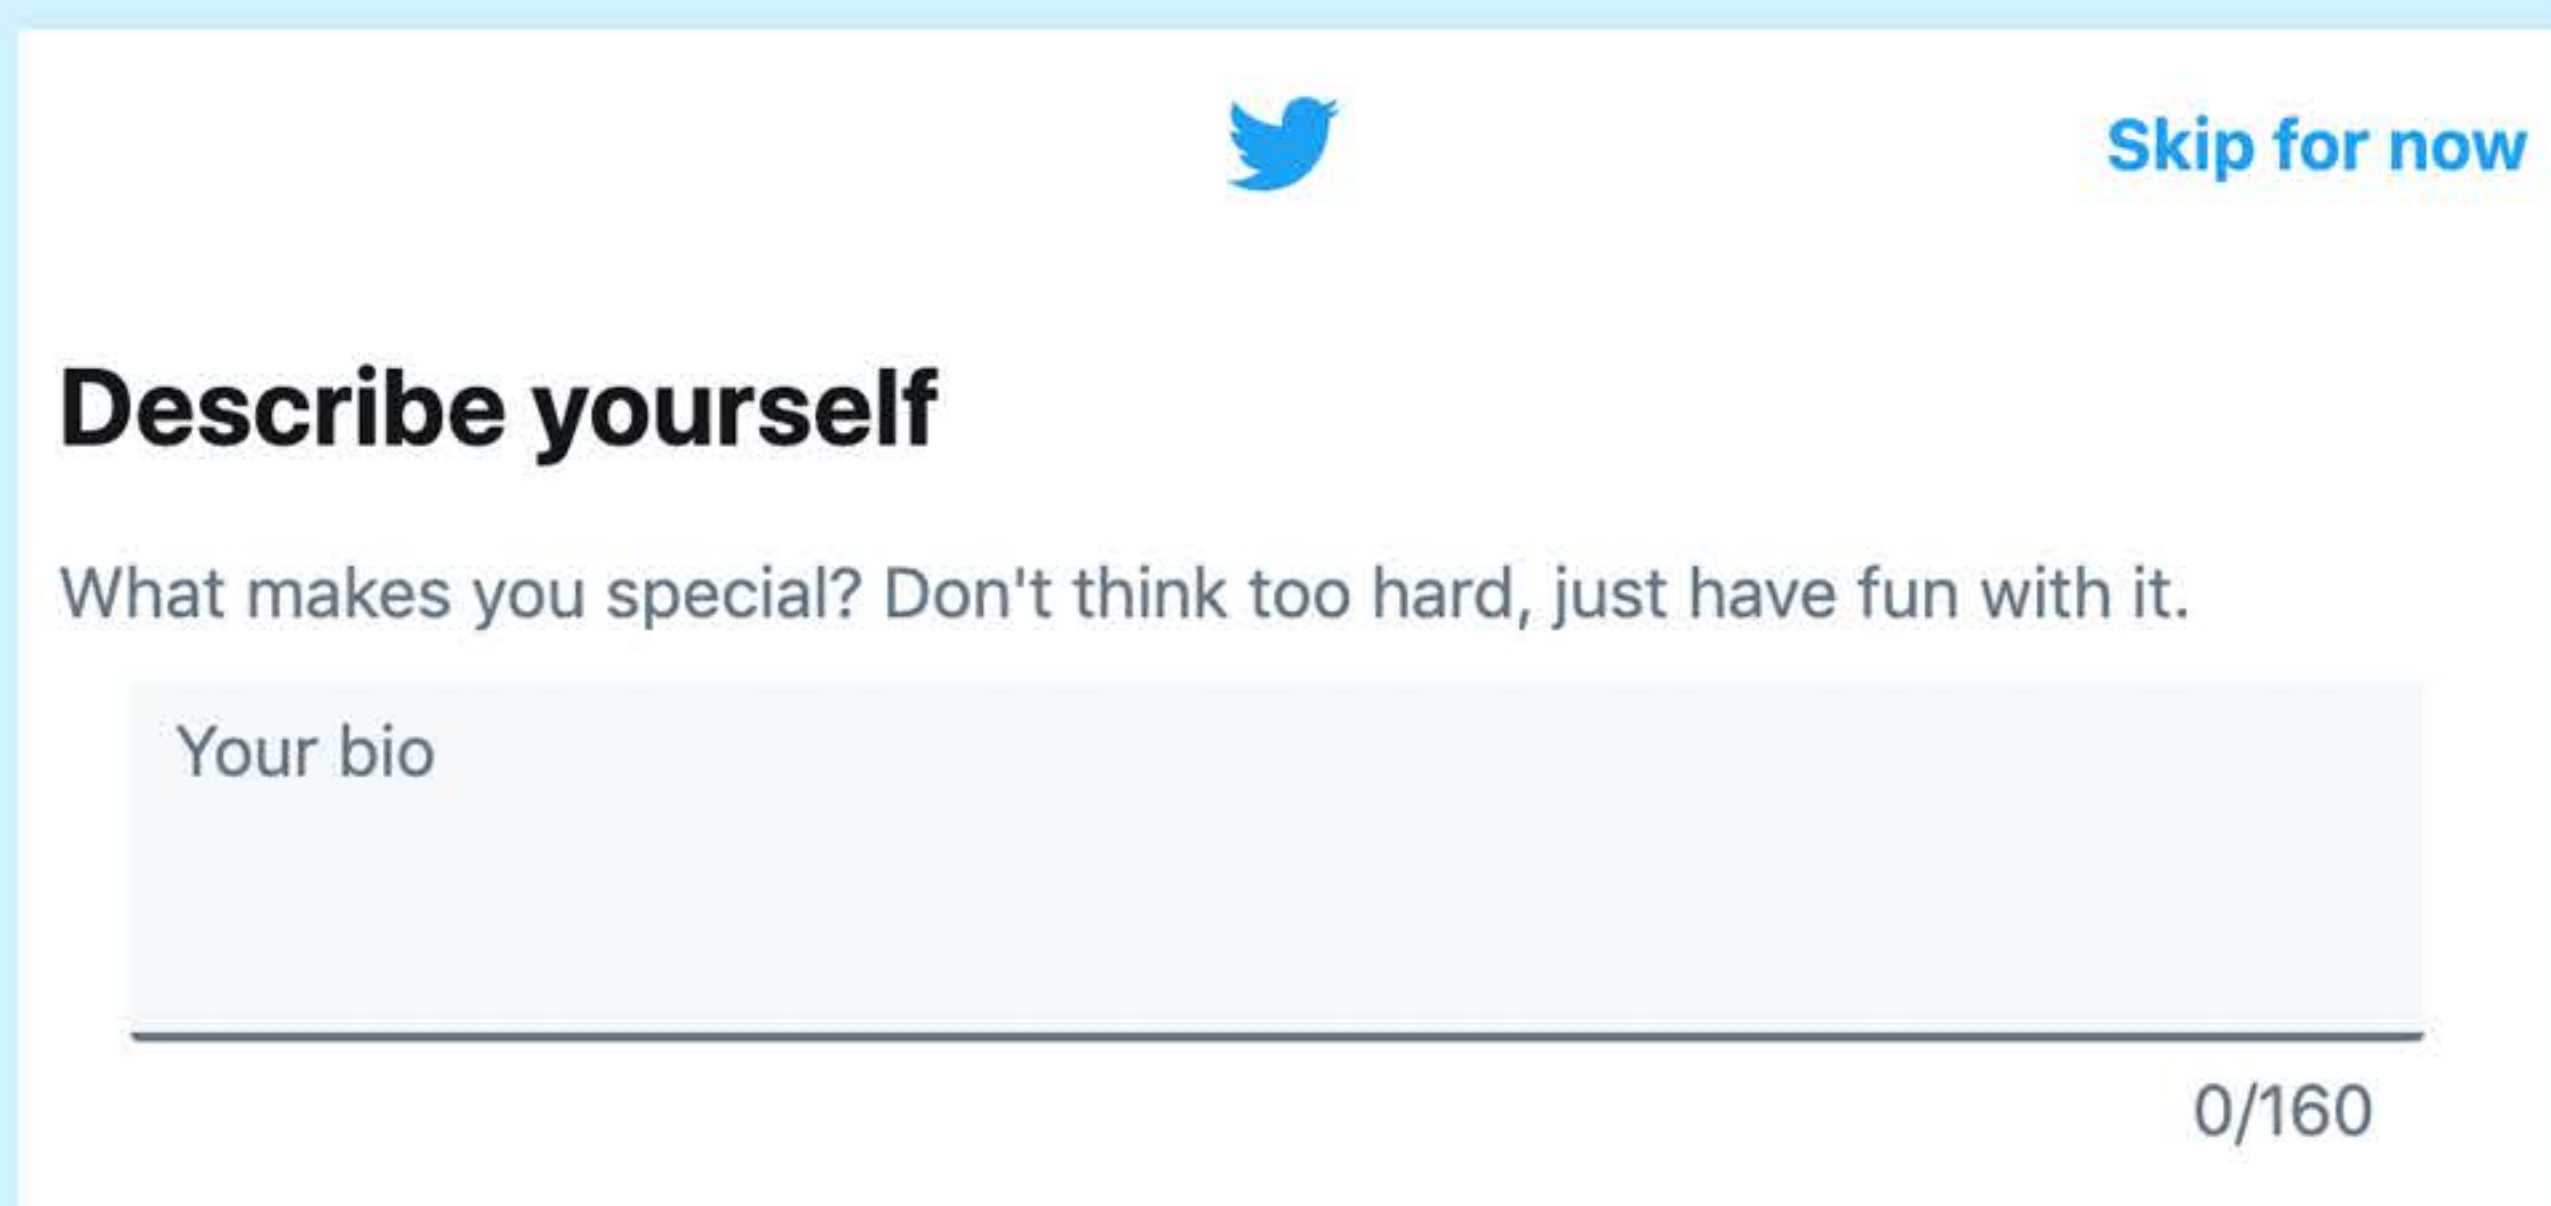 Skip for now
Describe yourself
What makes you special? Don't think too hard, just have fun with it.
Your bio
0/160